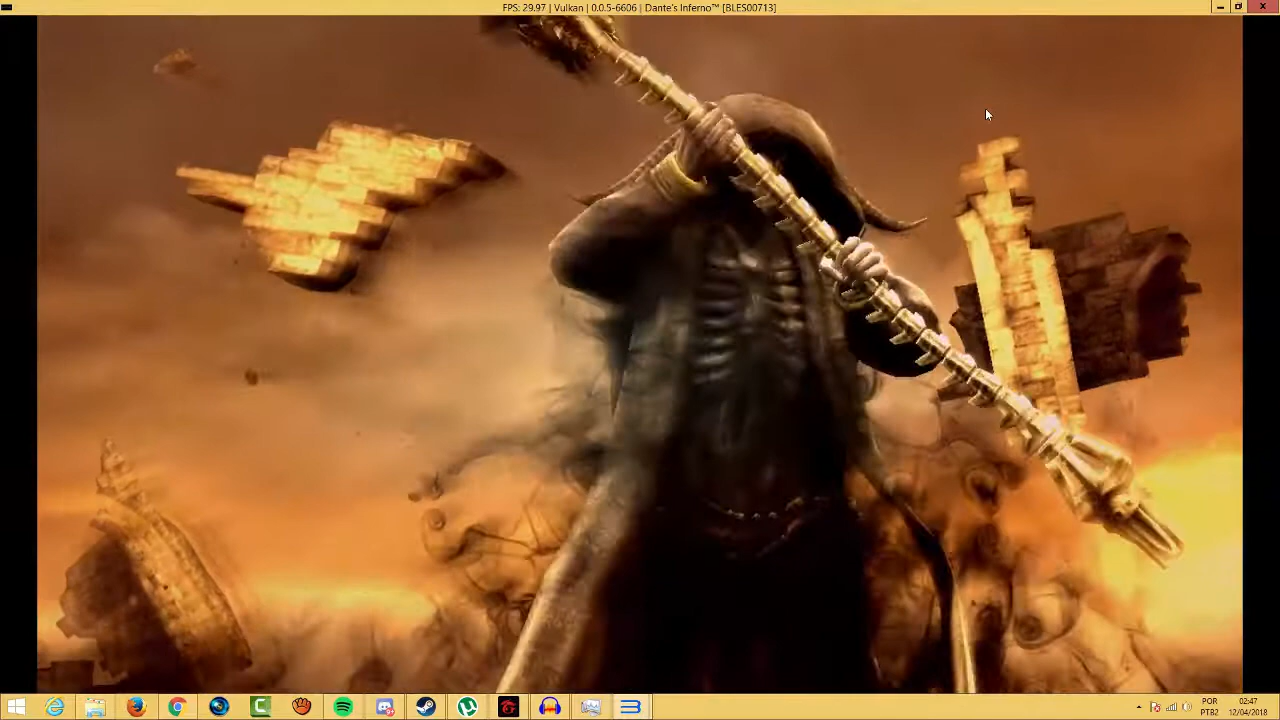 FPS: 29.97 | Vulkan | 0.0.5-6606 | Dante's Inferno™ [BLES00713]
POR
PTB2
02:47
12/04/2018